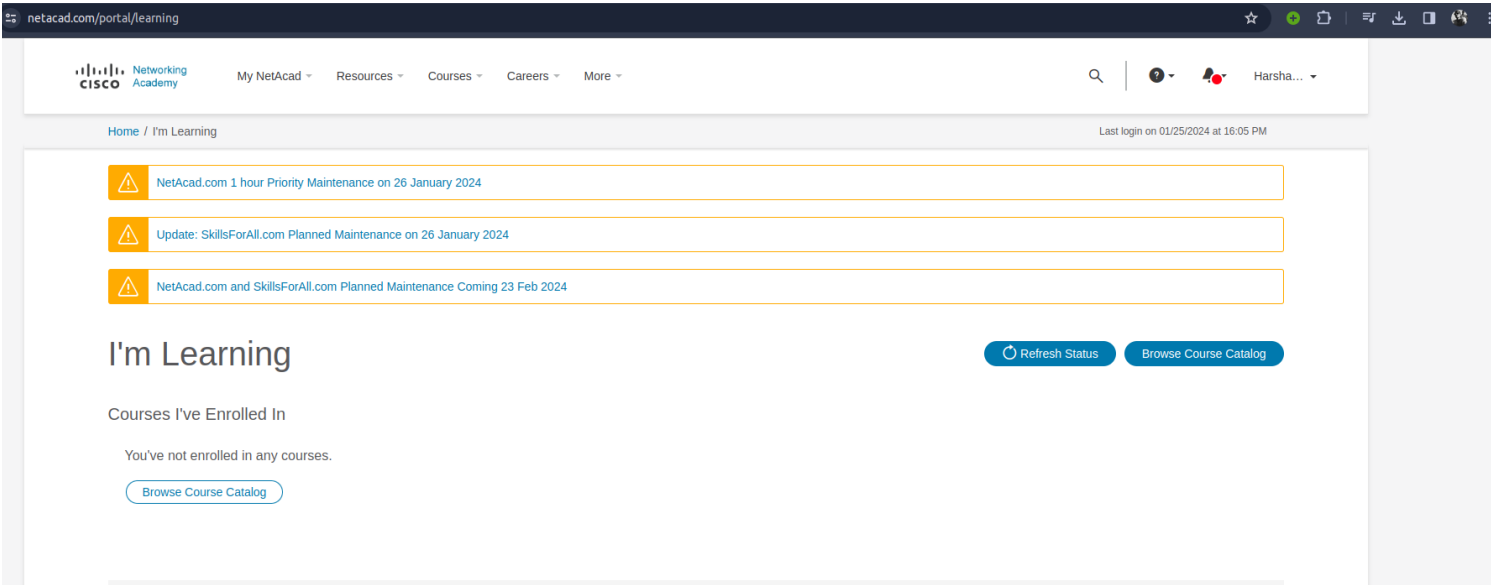 netacad.com/portal/learning
CISCO Networking Academy
My NetAcad Resources Courses Careers More
Harsha...
Home / I'm Learning
Last login on 01/25/2024 at 16:05 PM
NetAcad.com 1 hour Priority Maintenance on 26 January 2024
Update: SkillsForAll.com Planned Maintenance on 26 January 2024
NetAcad.com and SkillsForAll.com Planned Maintenance Coming 23 Feb 2024
I'm Learning
Refresh Status Browse Course Catalog
Courses I've Enrolled In
You've not enrolled in any courses.
Browse Course Catalog